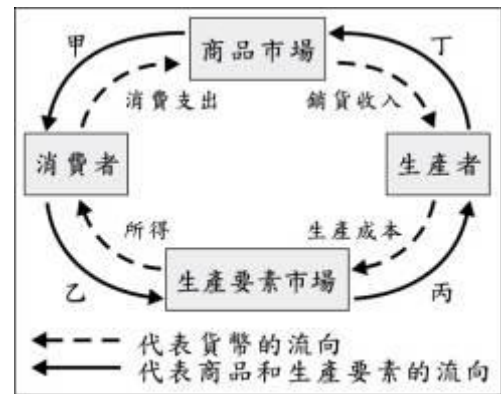 甲
商品市場
丁
消費支出
銷貨收入
消費者
生產者
所得
生產成本
乙
生產要素市場
丙
代表貨幣的流向
代表商品和生產要素的流向